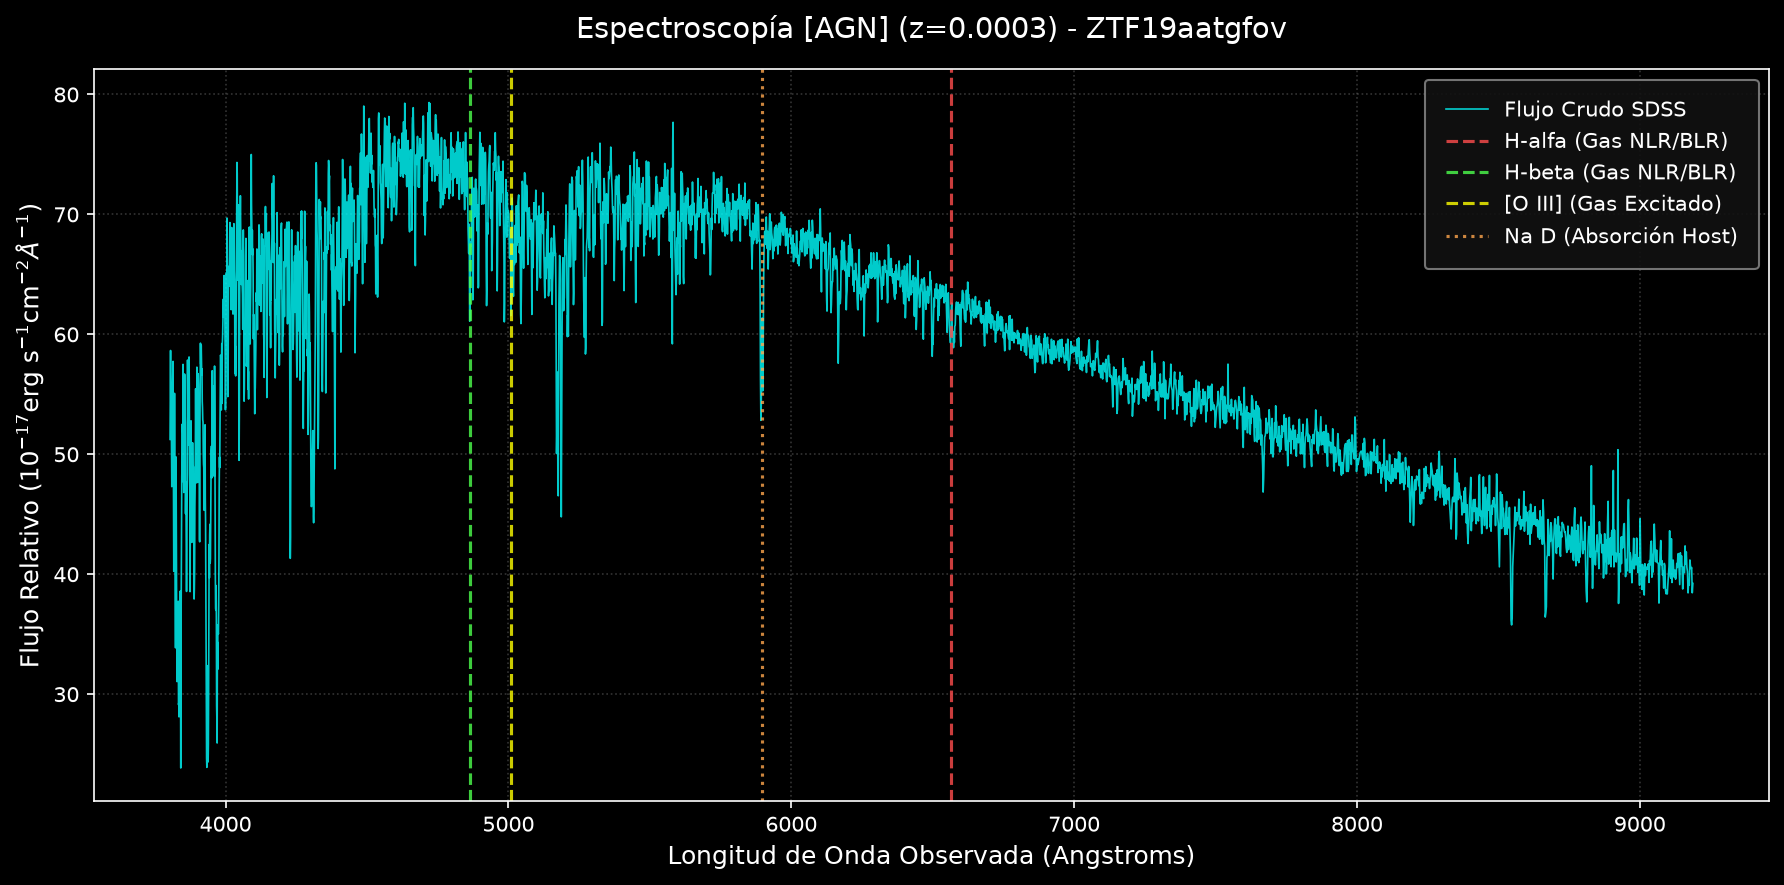 Espectroscopía [AGN] (z=0.0003) - ZTF19aatgfov
Flujo Crudo SDSS
H-alfa (Gas NLR/BLR)
H-beta (Gas NLR/BLR)
[O III] (Gas Excitado)
Na D (Absorción Host)
Flujo Relativo (10⁻¹⁷erg s⁻¹cm⁻²Å⁻¹)
80
70
60
50
40
30
4000 5000 6000 7000 8000 9000
Longitud de Onda Observada (Angstroms)